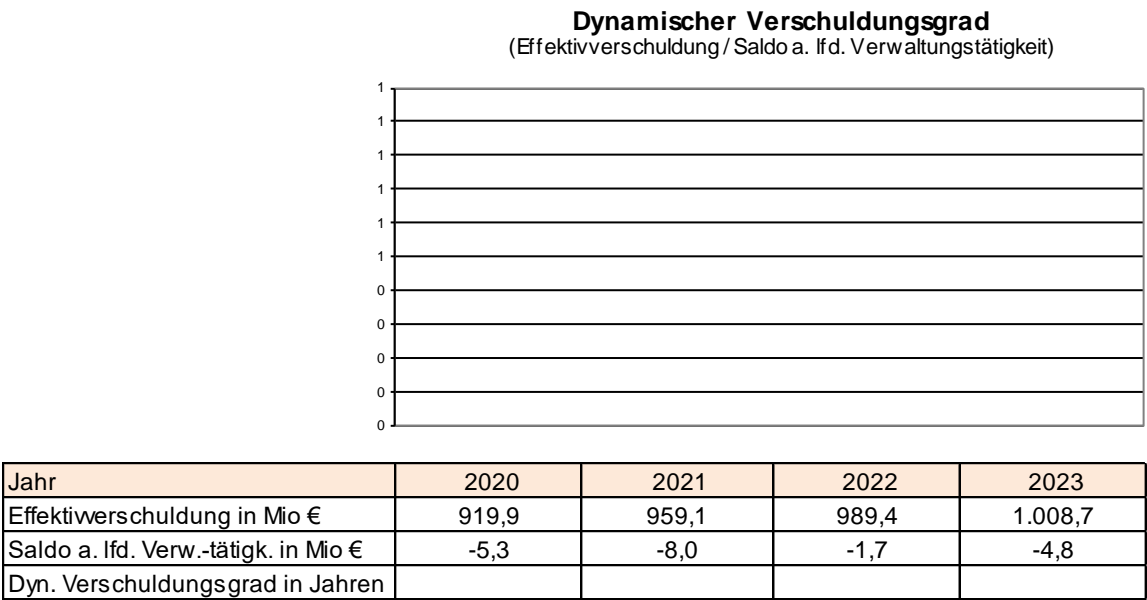 Dynamischer Verschuldungsgrad
(Effektivverschuldung / Saldo a. lfd. Verwaltungstätigkeit)
1
1
1
1
1
1
0
0
0
0
0
Jahr 2020 2021 2022 2023
Effektivverschuldung in Mio € 919,9 959,1 989,4 1.008,7
Saldo a. lfd. Verw.-tätigk. in Mio € -5,3 -8,0 -1,7 -4,8
Dyn. Verschuldungsgrad in Jahren